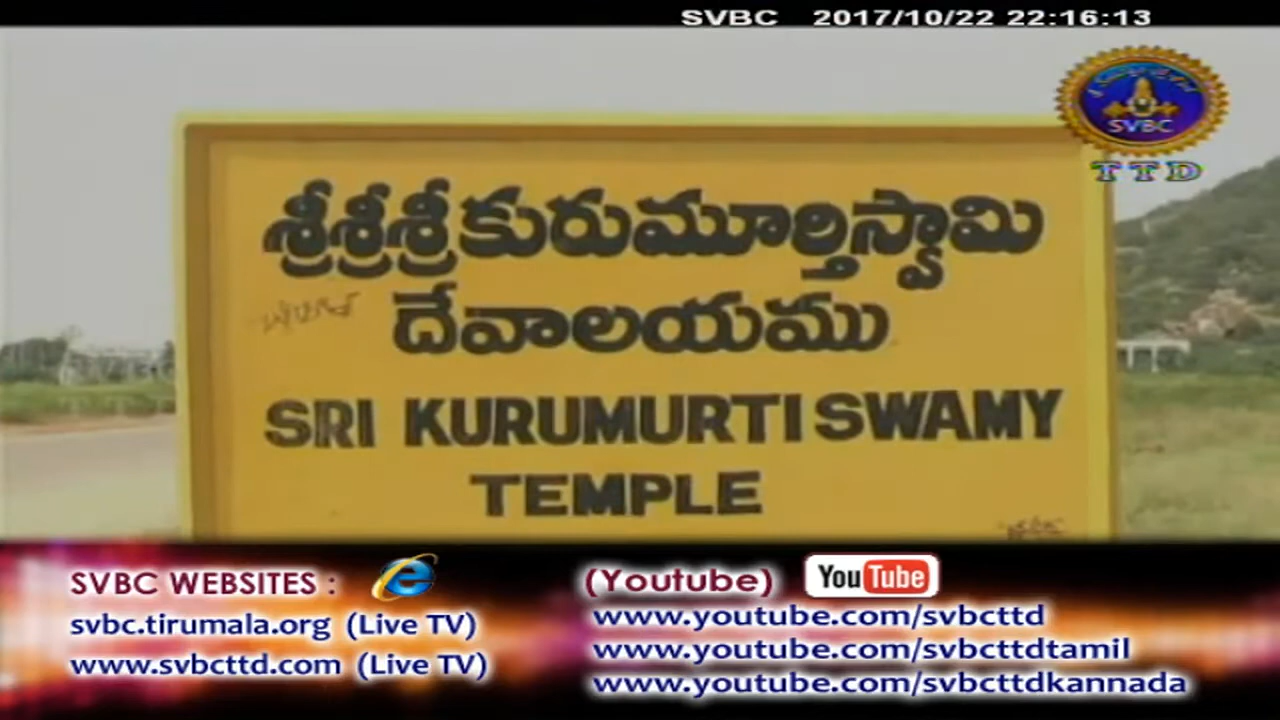 SVBC 2017/10/22 22:16:13
SVBC
TTD
శ్రీశ్రీశ్రీకురుమూర్తిస్వామి
దేవాలయము
SRI KURUMURTI SWAMY
TEMPLE
SVBC WEBSITES :
svbc.tirumala.org (Live TV)
www.svbcttd.com (Live TV)
(Youtube) YouTube
www.youtube.com/svbcttd
www.youtube.com/svbcttdtamil
www.youtube.com/svbcttdkannada